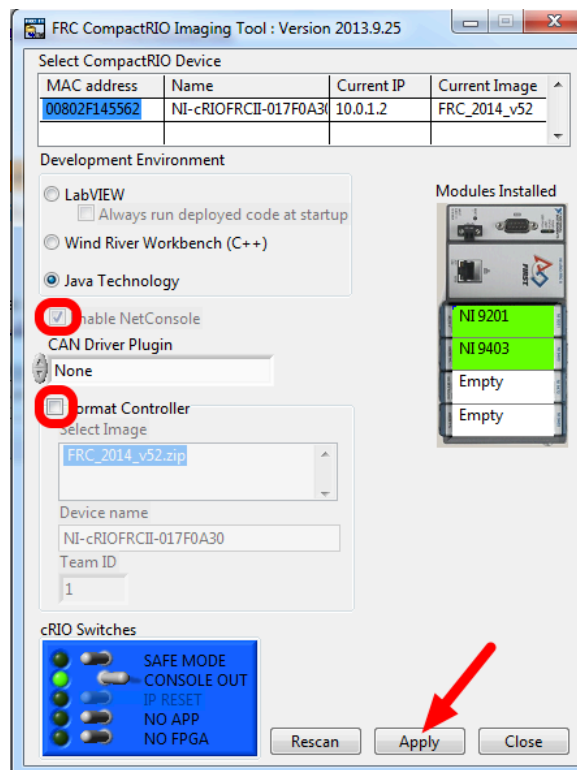 FRC CompactRIO Imaging Tool : Version 2013.9.25
Select CompactRIO Device
MAC address Name Current IP Current Image
00802F145562 NI-cRIOFRCII-017F0A30 10.0.1.2 FRC_2014_v52
Development Environment
LabVIEW
Always run deployed code at startup
Wind River Workbench (C++)
Java Technology
Enable NetConsole
CAN Driver Plugin
None
Format Controller
Select Image
FRC_2014_v52.zip
Device name
NI-cRIOFRCII-017F0A30
Team ID
1
Modules Installed
FIRST
NI 9201
NI 9403
Empty
Empty
cRIO Switches
SAFE MODE
CONSOLE OUT
IP RESET
NO APP
NO FPGA
Rescan Apply Close